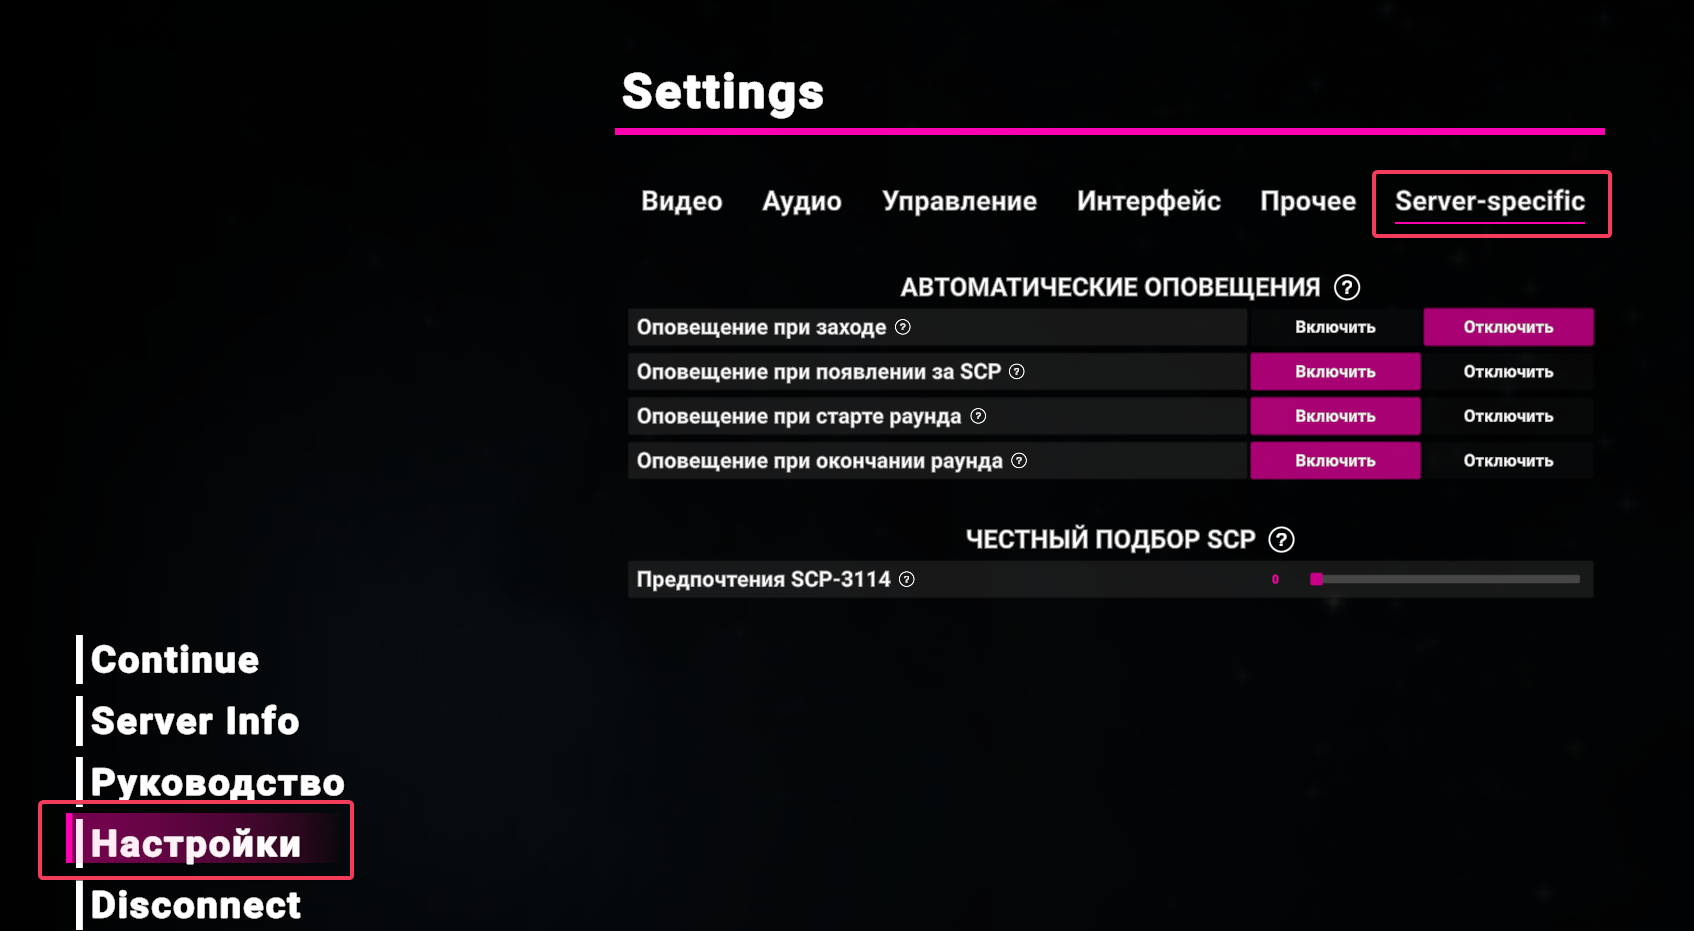 Settings
Видео Аудио Управление Интерфейс Прочее Server-specific
АВТОМАТИЧЕСКИЕ ОПОВЕЩЕНИЯ ?
Оповещение при заходе ? Включить Отключить
Оповещение при появлении за SCP ? Включить Отключить
Оповещение при старте раунда ? Включить Отключить
Оповещение при окончании раунда ? Включить Отключить
ЧЕСТНЫЙ ПОДБОР SCP ?
Предпочтения SCP-3114 ? 0
Continue
Server Info
Руководство
Настройки
Disconnect